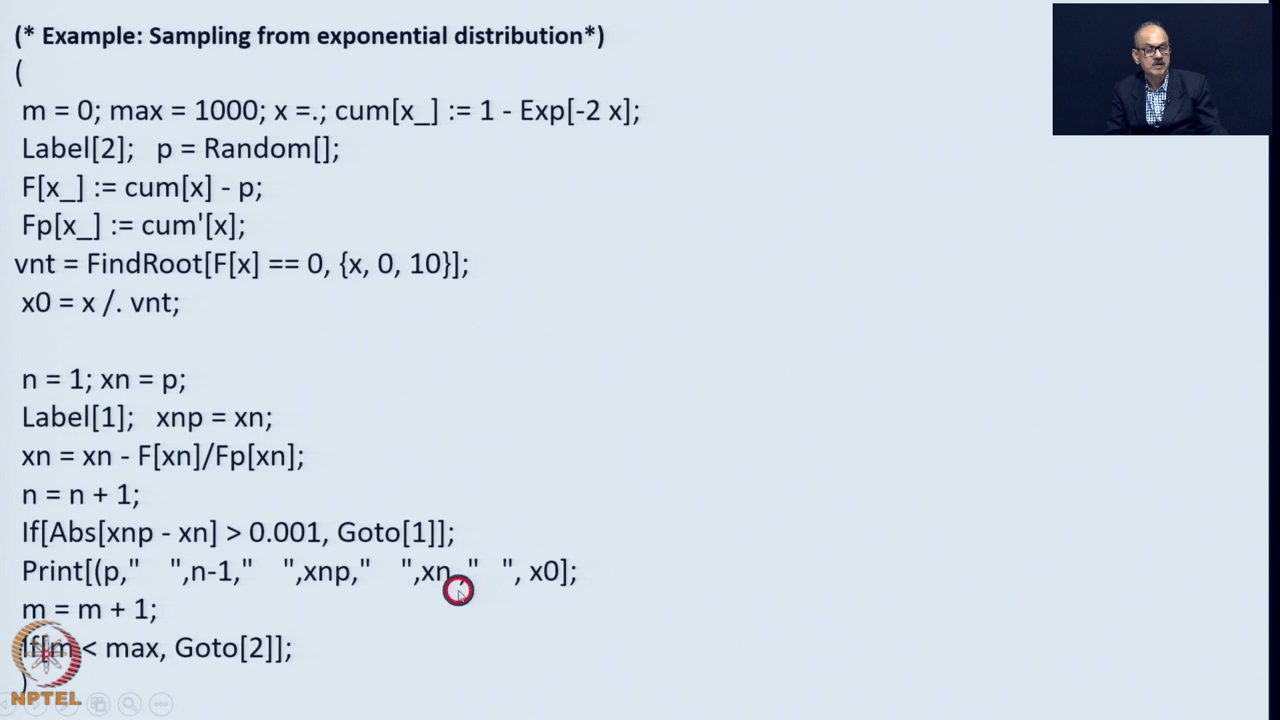 (* Example: Sampling from exponential distribution*)
(
m = 0; max = 1000; x =.; cum[x_] := 1 - Exp[-2 x];
Label[2]; p = Random[];
F[x_] := cum[x] - p;
Fp[x_] := cum'[x];
vnt = FindRoot[F[x] == 0, {x, 0, 10}];
x0 = x /. vnt;
n = 1; xn = p;
Label[1]; xnp = xn;
xn = xn - F[xn]/Fp[xn];
n = n + 1;
If[Abs[xnp - xn] > 0.001, Goto[1]];
Print[(p," ",n-1," ",xnp," ",xn ," ", x0];
m = m + 1;
If[m < max, Goto[2]];
)
NPTEL